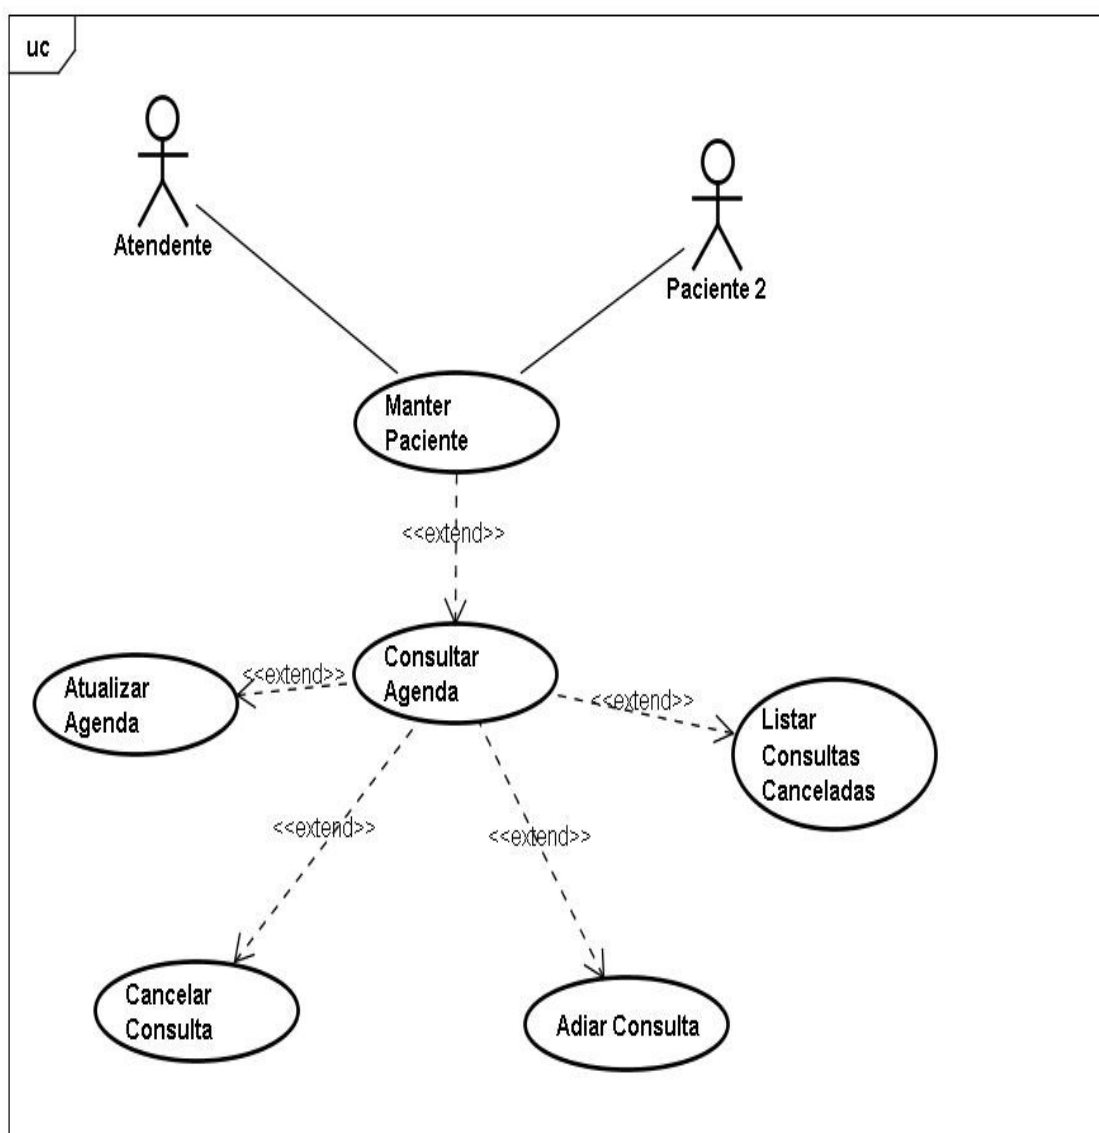 uc
Atendente
Paciente 2
Manter
Paciente
<<extend>>
Consultar
Agenda
<<extend>>
Atualizar
Agenda
<<extend>>
Listar
Consultas
Canceladas
<<extend>>
<<extend>>
Cancelar
Consulta
Adiar Consulta